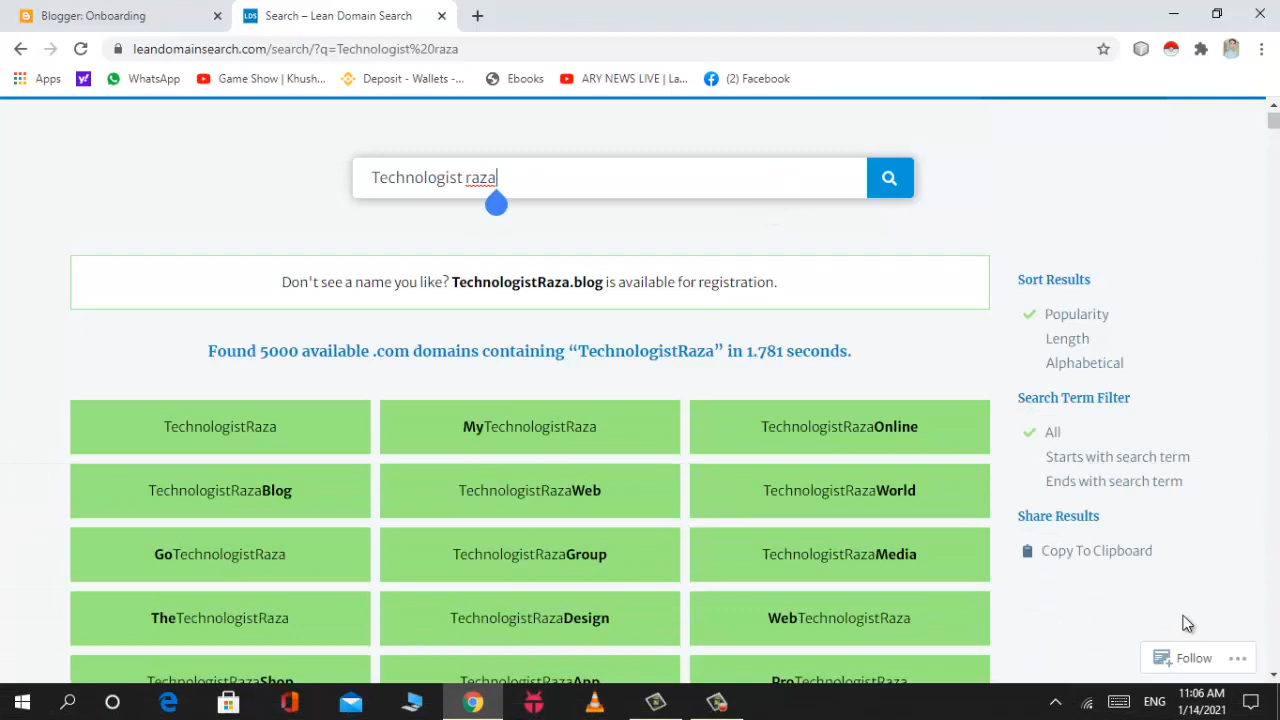 Blogger: Onboarding
LDS Search – Lean Domain Search
leandomainsearch.com/search/?q=Technologist%20raza
Apps
WhatsApp
Game Show | Khush...
Deposit - Wallets -...
Ebooks
ARY NEWS LIVE | La...
(2) Facebook
Technologist raza
Don't see a name you like? TechnologistRaza.blog is available for registration.
Found 5000 available .com domains containing “TechnologistRaza” in 1.781 seconds.
TechnologistRaza
MyTechnologistRaza
TechnologistRazaOnline
TechnologistRazaBlog
TechnologistRazaWeb
TechnologistRazaWorld
GoTechnologistRaza
TechnologistRazaGroup
TechnologistRazaMedia
TheTechnologistRaza
TechnologistRazaDesign
WebTechnologistRaza
TechnologistRazaShop
TechnologistRazaApp
ProTechnologistRaza
Sort Results
Popularity
Length
Alphabetical
Search Term Filter
All
Starts with search term
Ends with search term
Share Results
Copy To Clipboard
Follow
ENG
11:06 AM
1/14/2021